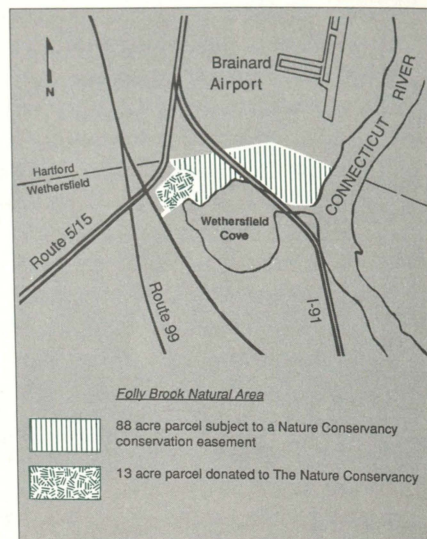 Brainard
Airport
N
CONNECTICUT RIVER
Hartford
Wethersfield
Wethersfield
Cove
Route 5/15
Route 99
I-91
Folly Brook Natural Area
88 acre parcel subject to a Nature Conservancy
conservation easement
13 acre parcel donated to The Nature Conservancy